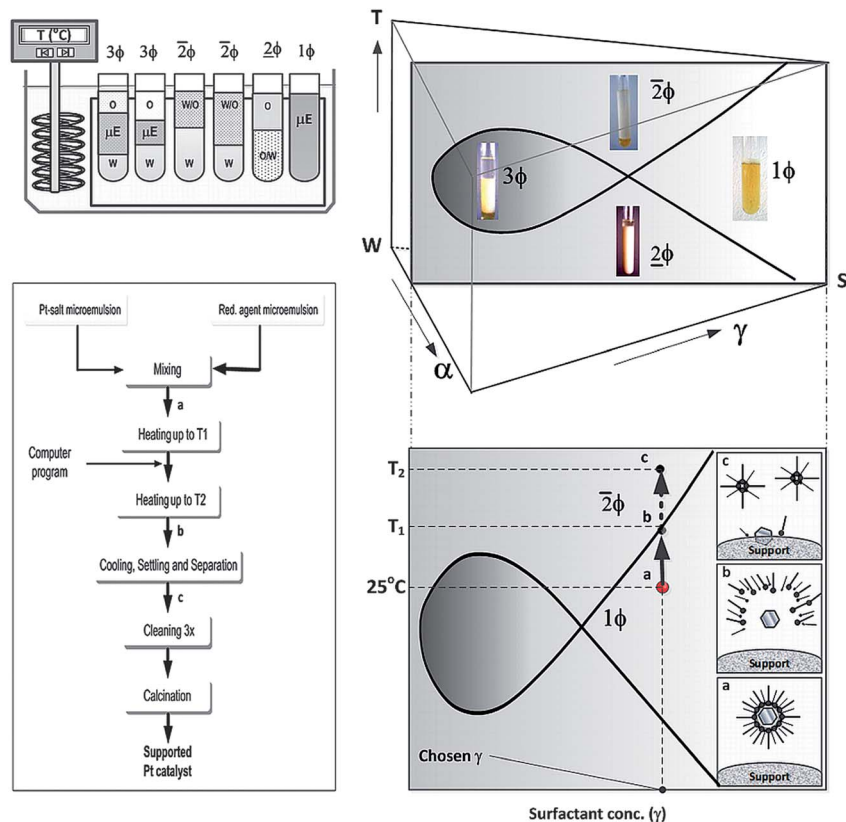 T (°C)
3ϕ 3ϕ 2̅ϕ 2̅ϕ 2̲ϕ 1ϕ
O O W/O W/O O
μE μE μE
W W W W O/W
T
2̅ϕ
3ϕ
1ϕ
2̲ϕ
W
S
α
γ
Pt-salt microemulsion
Red. agent microemulsion
Mixing
a
Heating up to T1
Computer
program
Heating up to T2
b
Cooling, Settling and Separation
c
Cleaning 3x
Calcination
Supported
Pt catalyst
T₂
c
2̅ϕ
T₁
b
25°C
a
1ϕ
Chosen γ
Surfactant conc. (γ)
c
Support
b
Support
a
Support